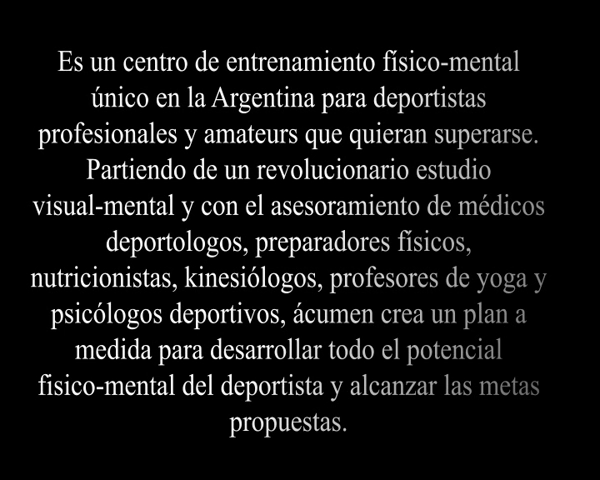 Es un centro de entrenamiento físico-mental
único en la Argentina para deportistas
profesionales y amateurs que quieran superarse.
Partiendo de un revolucionario estudio
visual-mental y con el asesoramiento de médicos
deportologos, preparadores físicos,
nutricionistas, kinesiólogos, profesores de yoga y
psicólogos deportivos, ácumen crea un plan a
medida para desarrollar todo el potencial
fisico-mental del deportista y alcanzar las metas
propuestas.